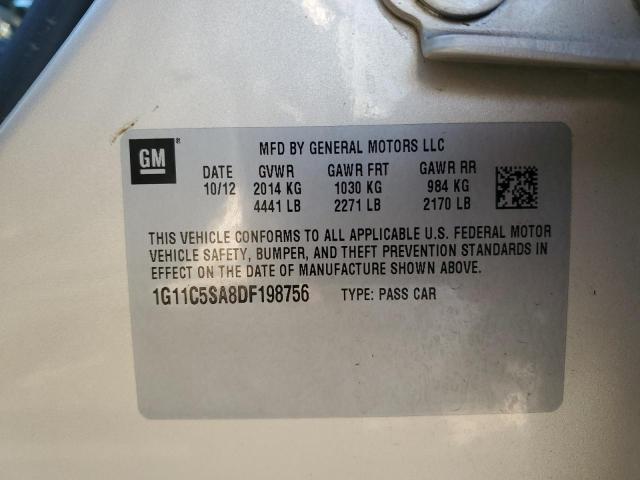 GM ®
MFD BY GENERAL MOTORS LLC
DATE GVWR GAWR FRT GAWR RR
10/12 2014 KG 1030 KG 984 KG
4441 LB 2271 LB 2170 LB
THIS VEHICLE CONFORMS TO ALL APPLICABLE U.S. FEDERAL MOTOR
VEHICLE SAFETY, BUMPER, AND THEFT PREVENTION STANDARDS IN
EFFECT ON THE DATE OF MANUFACTURE SHOWN ABOVE.
1G11C5SA8DF198756 TYPE: PASS CAR